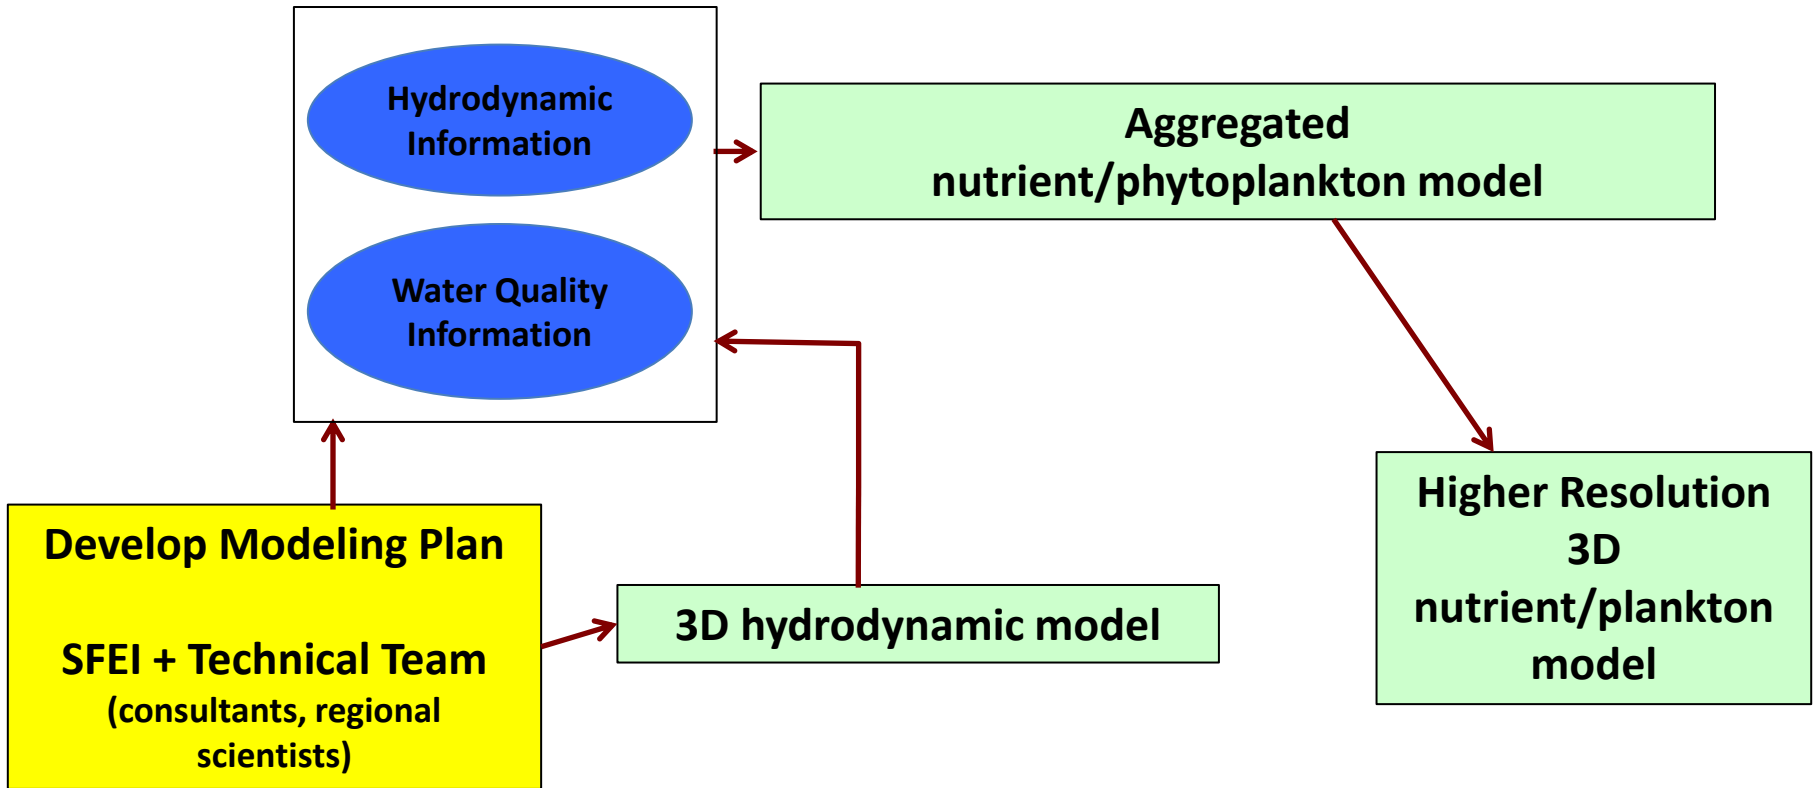 Hydrodynamic
Information
Water Quality
Information
Aggregated
nutrient/phytoplankton model
Develop Modeling Plan
SFEI + Technical Team
(consultants, regional
scientists)
3D hydrodynamic model
Higher Resolution
3D
nutrient/plankton
model